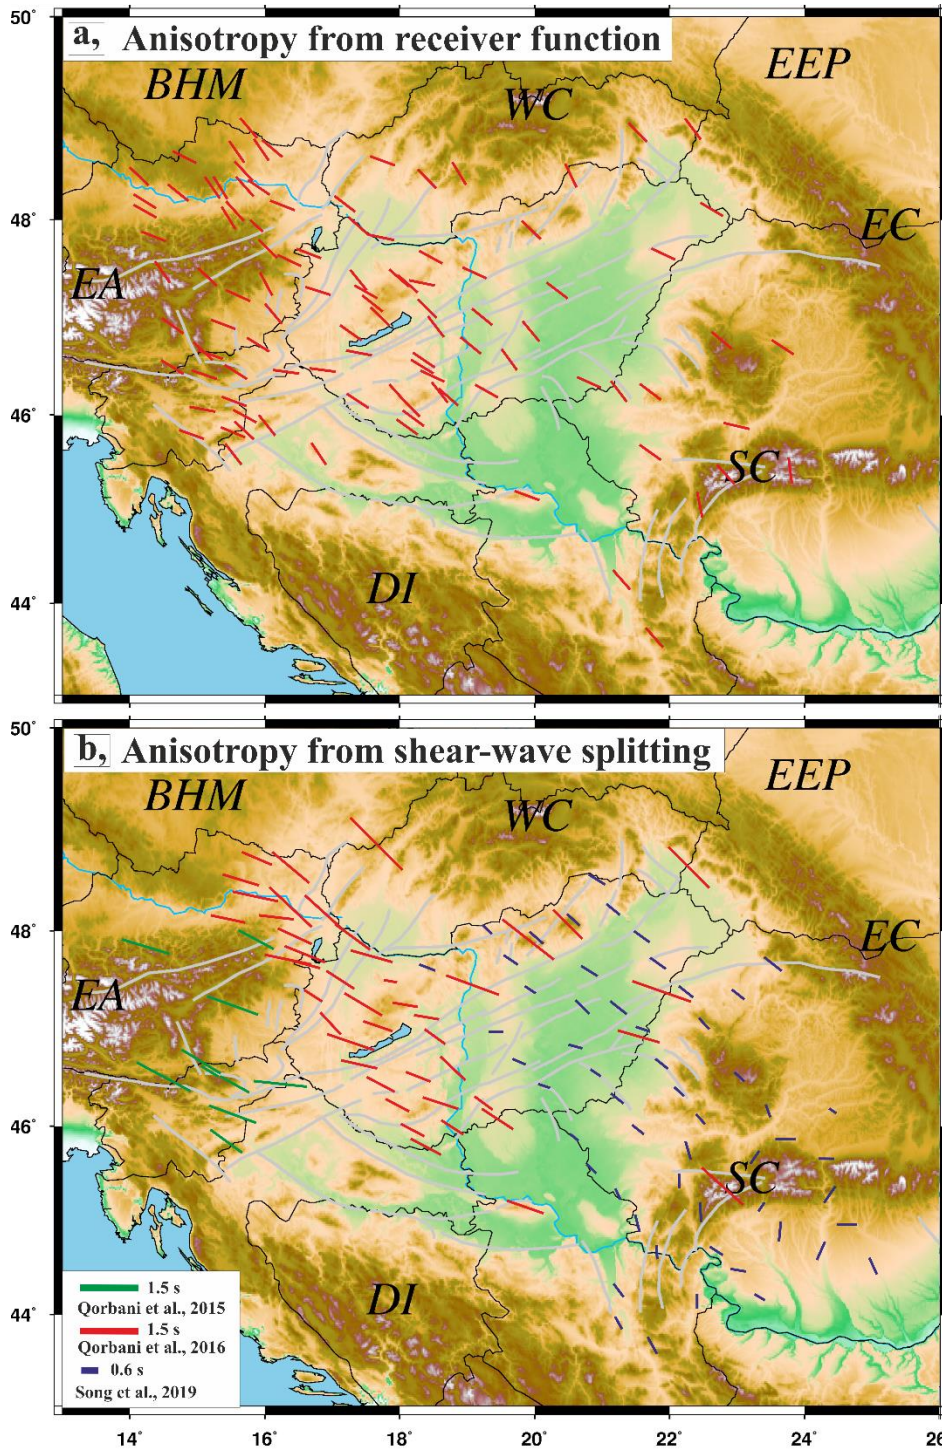 50°
a, Anisotropy from receiver function
EEP
BHM
WC
48°
EC
EA
46°
SC
DI
44°
50°
b, Anisotropy from shear-wave splitting
EEP
BHM
WC
48°
EC
EA
46°
SC
1.5 s
Qorbani et al., 2015
DI
1.5 s
44°
Qorbani et al., 2016
0.6 s
Song et al., 2019
14° 16° 18° 20° 22° 24° 26°